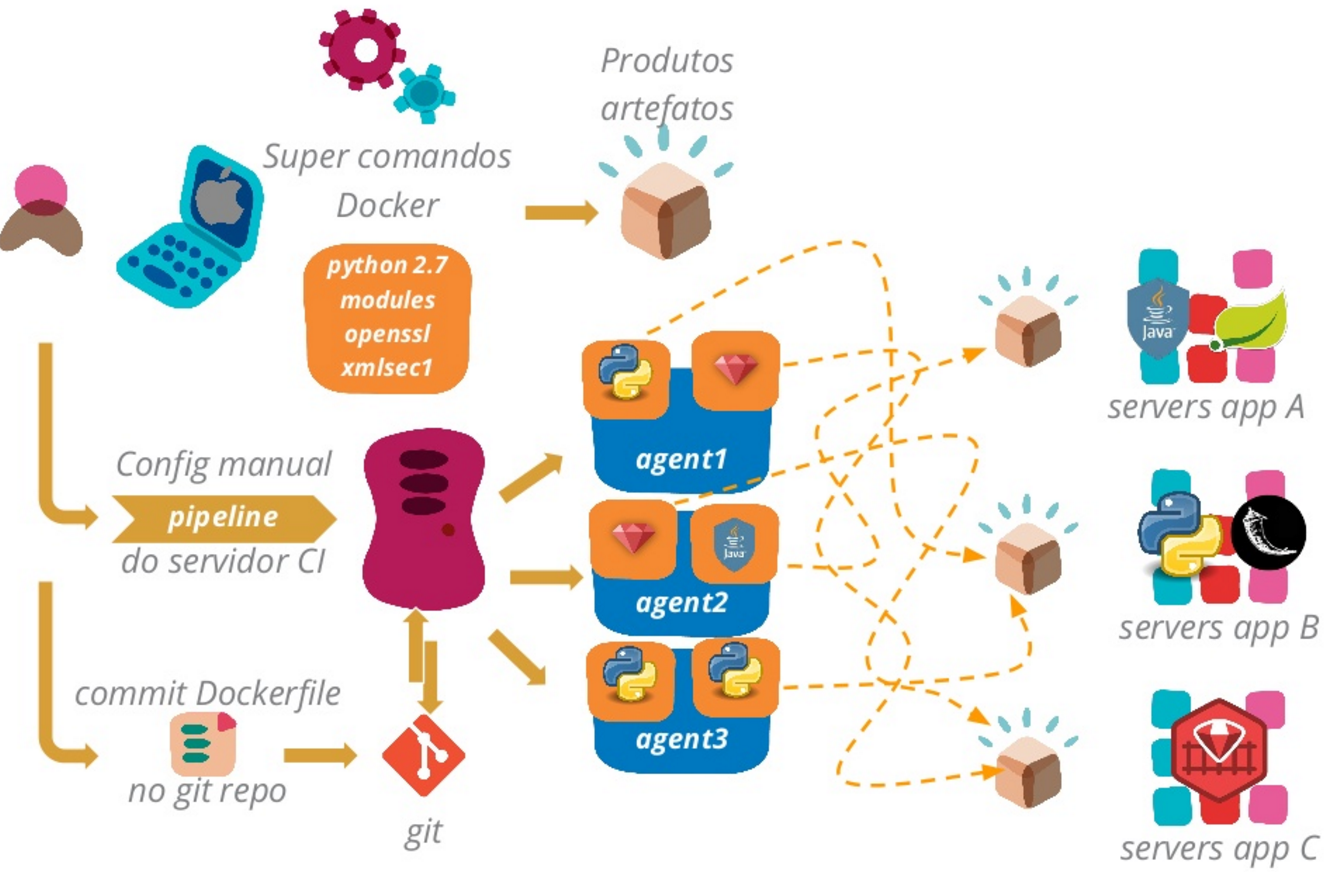 Produtos
artefatos
Super comandos
Docker
python 2.7
modules
openssl
xmlsec1
Java
servers app A
Config manual
pipeline
do servidor CI
agent1
Java
agent2
servers app B
commit Dockerfile
no git repo
git
agent3
servers app C